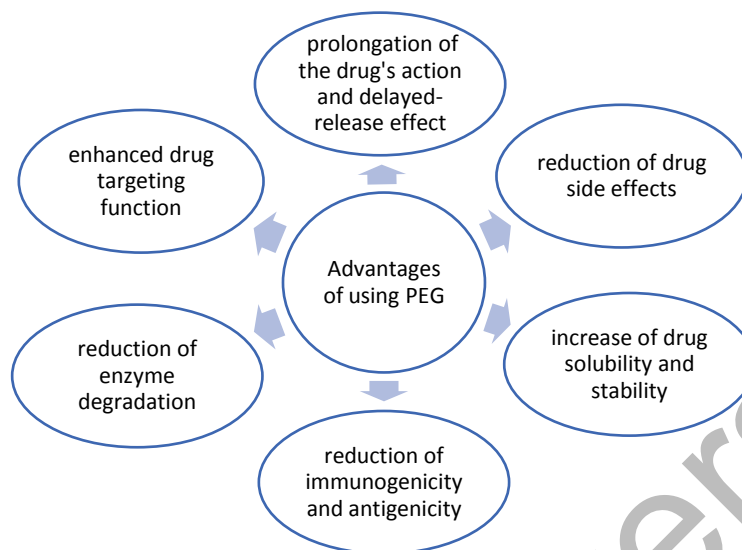 prolongation of
the drug's action
and delayed-
release effect
enhanced drug
targeting
function
reduction of drug
side effects
Advantages
of using PEG
reduction of
enzyme
degradation
increase of drug
solubility and
stability
reduction of
immunogenicity
and antigenicity